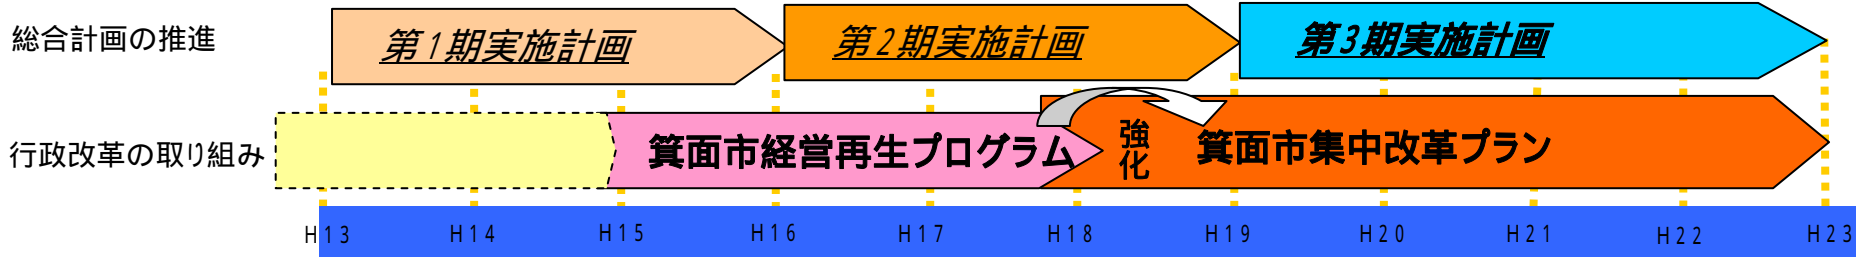 総合計画の推進
第1期実施計画
第2期実施計画
第3期実施計画
行政改革の取り組み
箕面市経営再生プログラム
強化
箕面市集中改革プラン
H13 H14 H15 H16 H17 H18 H19 H20 H21 H22 H23